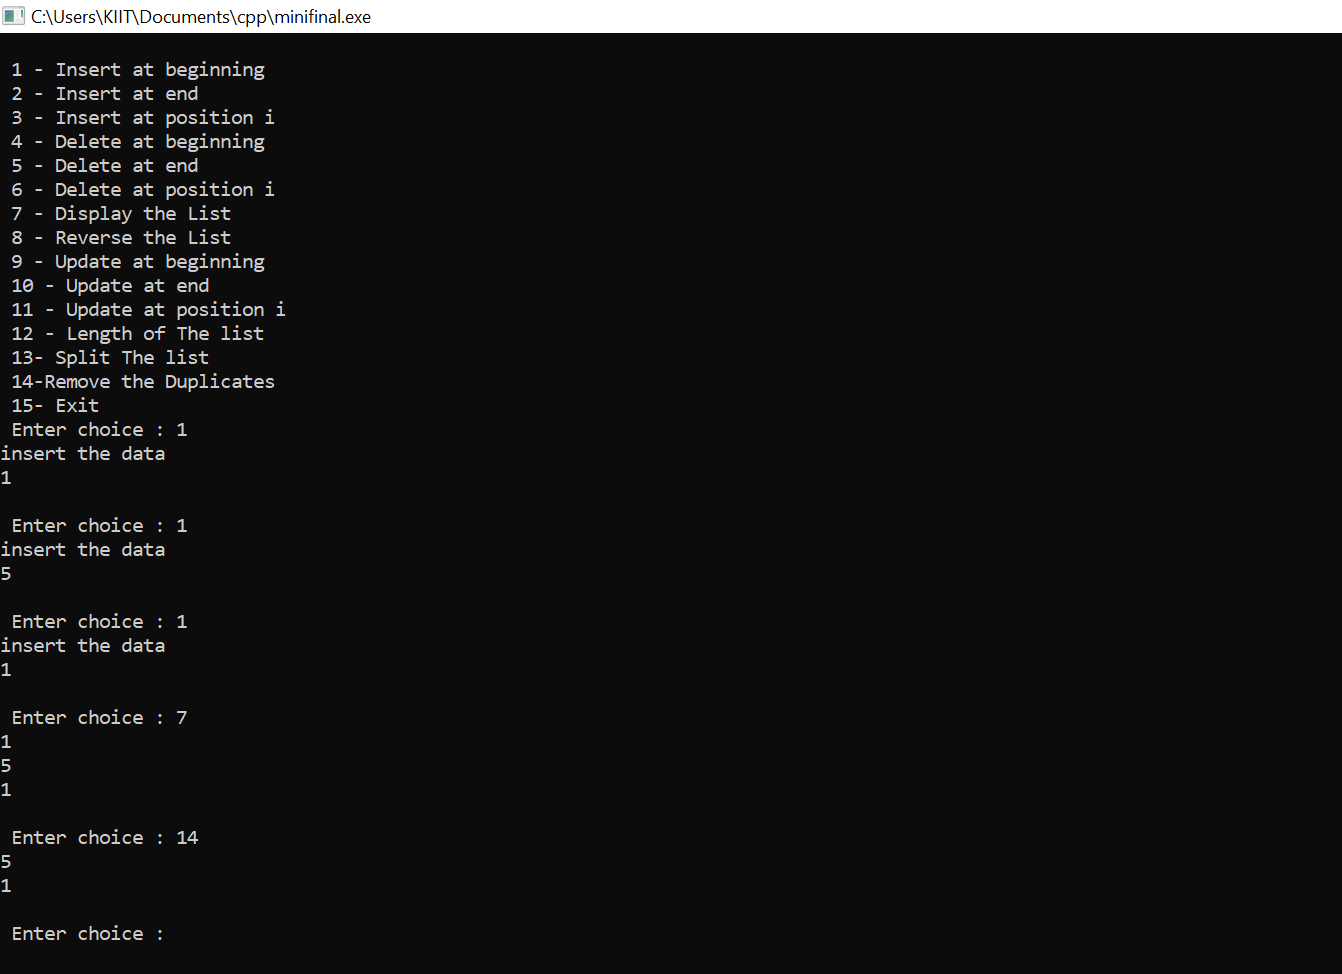 C:\Users\KIIT\Documents\cpp\minifinal.exe
1 - Insert at beginning
2 - Insert at end
3 - Insert at position i
4 - Delete at beginning
5 - Delete at end
6 - Delete at position i
7 - Display the List
8 - Reverse the List
9 - Update at beginning
10 - Update at end
11 - Update at position i
12 - Length of The list
13- Split The list
14-Remove the Duplicates
15- Exit
Enter choice : 1
insert the data
1
Enter choice : 1
insert the data
5
Enter choice : 1
insert the data
1
Enter choice : 7
1
5
1
Enter choice : 14
5
1
Enter choice :